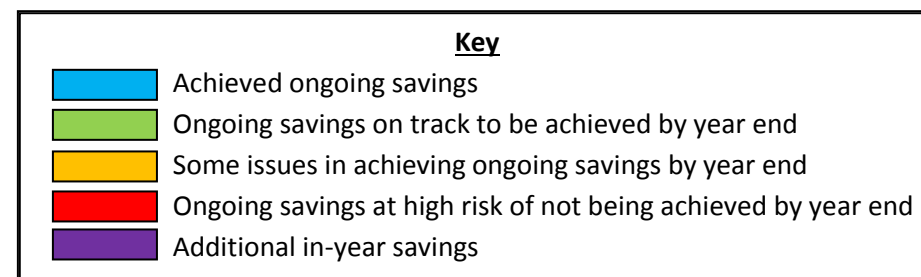 Key
Achieved ongoing savings
Ongoing savings on track to be achieved by year end
Some issues in achieving ongoing savings by year end
Ongoing savings at high risk of not being achieved by year end
Additional in-year savings